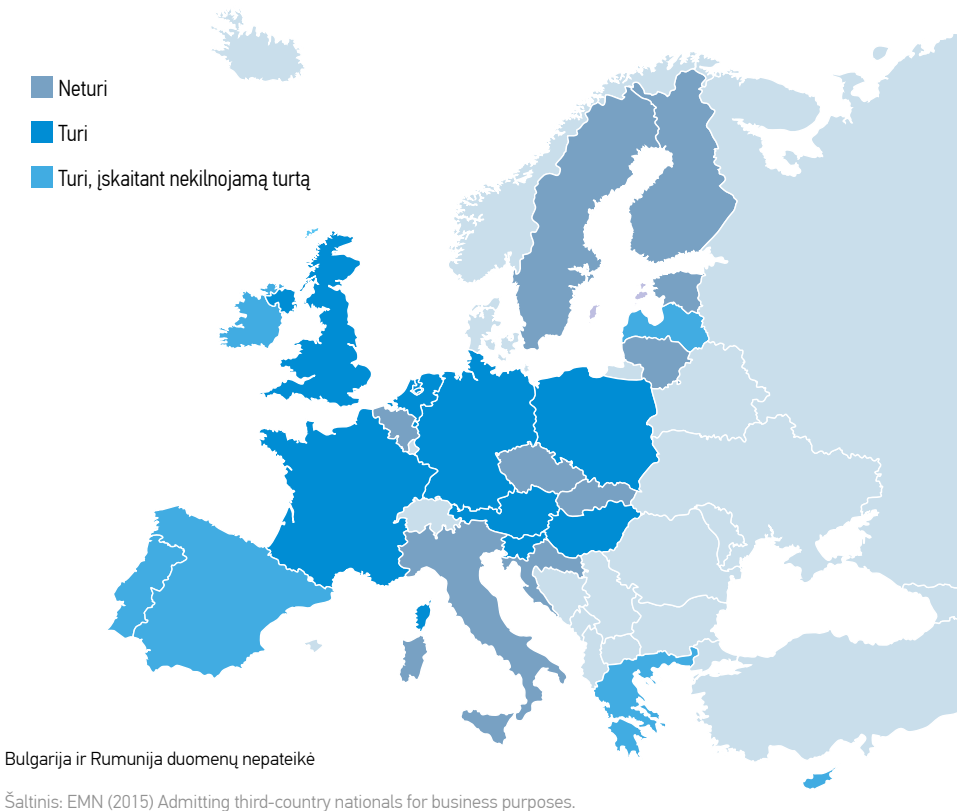 Neturi
Turi
Turi, įskaitant nekilnojamą turtą
Bulgarija ir Rumunija duomenų nepateikė
Šaltinis: EMN (2015) Admitting third-country nationals for business purposes.